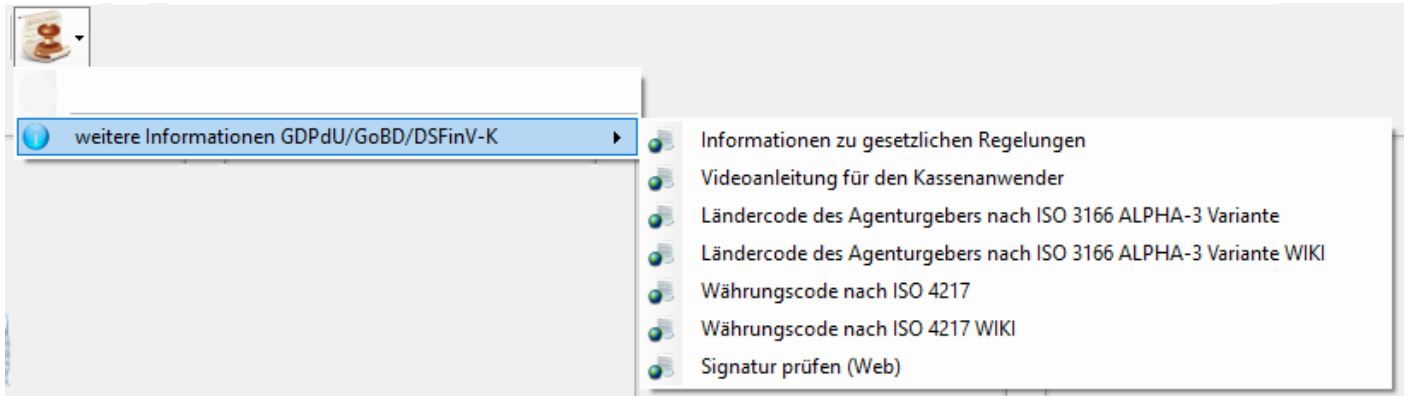 weitere Informationen GDPdU/GoBD/DSFinV-K
Informationen zu gesetzlichen Regelungen
Videoanleitung für den Kassenanwender
Ländercode des Agenturgebers nach ISO 3166 ALPHA-3 Variante
Ländercode des Agenturgebers nach ISO 3166 ALPHA-3 Variante WIKI
Währungscode nach ISO 4217
Währungscode nach ISO 4217 WIKI
Signatur prüfen (Web)